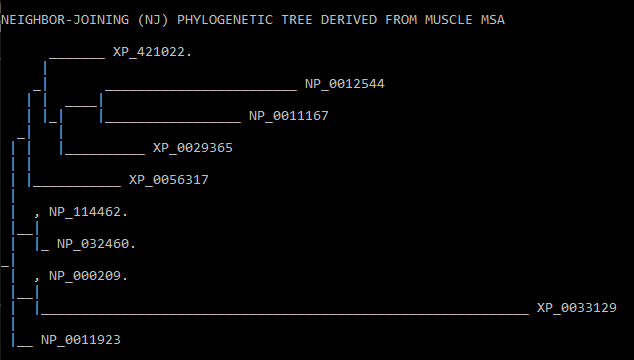 NEIGHBOR-JOINING (NJ) PHYLOGENETIC TREE DERIVED FROM MUSCLE MSA
XP_421022.
NP_0012544
NP_0011167
XP_0029365
XP_0056317
, NP_114462.
NP_032460.
, NP_000209.
XP_0033129
NP_0011923